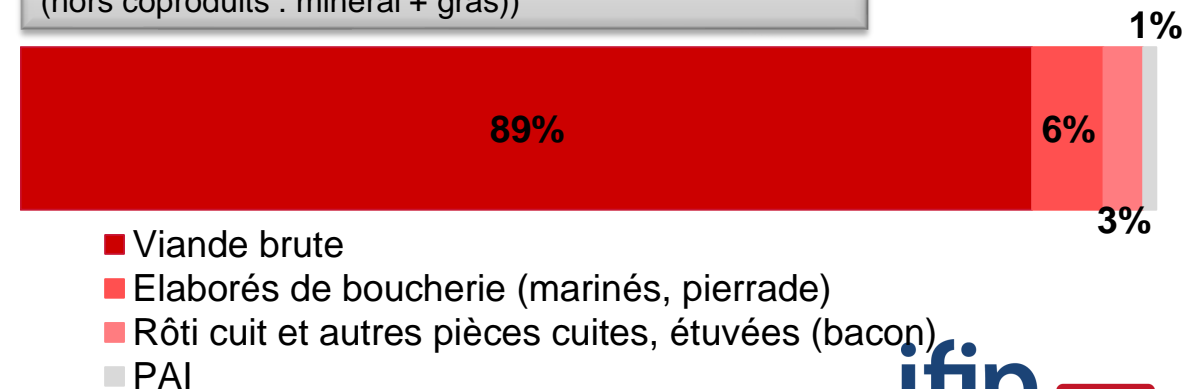 (hors coproduits : minéral + gras))
1%
89%
6%
3%
Viande brute
Elaborés de boucherie (marinés, pierrade)
Rôti cuit et autres pièces cuites, étuvées (bacon)
PAI
ifip